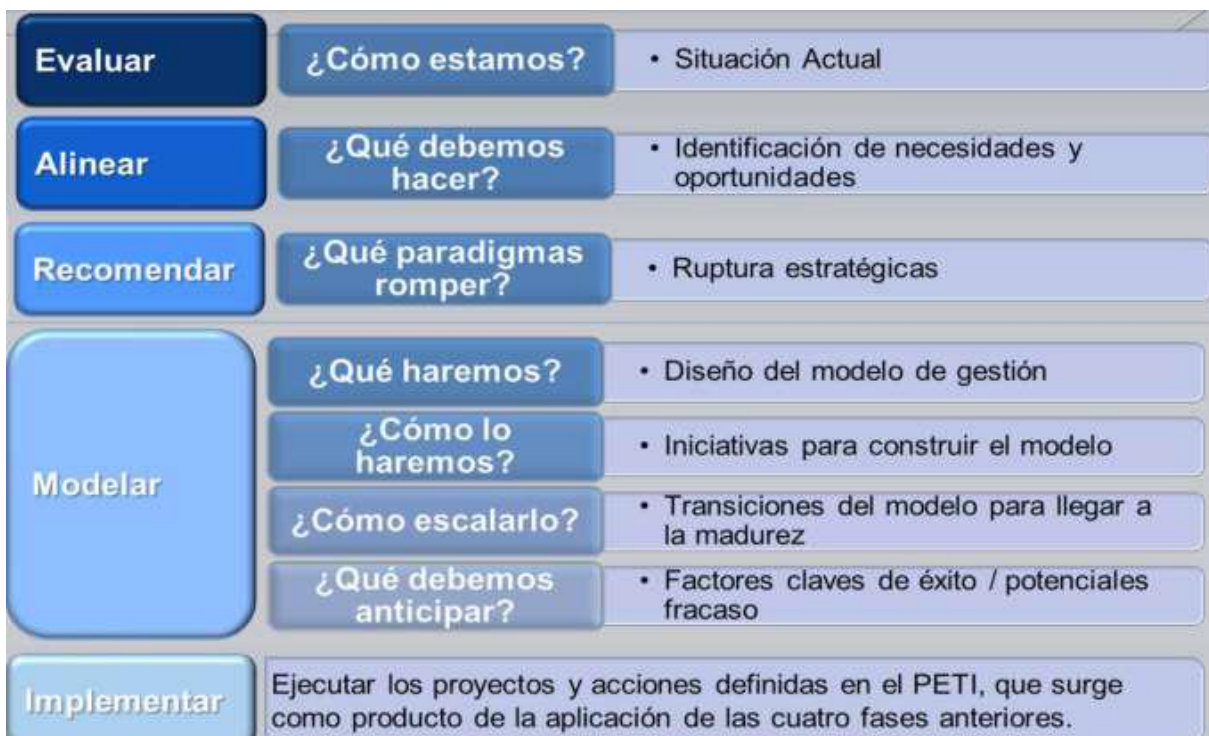 Evaluar
¿Cómo estamos?
• Situación Actual
Alinear
¿Qué debemos
hacer?
• Identificación de necesidades y
oportunidades
Recomendar
¿Qué paradigmas
romper?
• Ruptura estratégicas
Modelar
¿Qué haremos?
• Diseño del modelo de gestión
¿Cómo lo
haremos?
• Iniciativas para construir el modelo
¿Cómo escalarlo?
• Transiciones del modelo para llegar a
la madurez
¿Qué debemos
anticipar?
• Factores claves de éxito / potenciales
fracaso
Implementar
Ejecutar los proyectos y acciones definidas en el PETI, que surge
como producto de la aplicación de las cuatro fases anteriores.